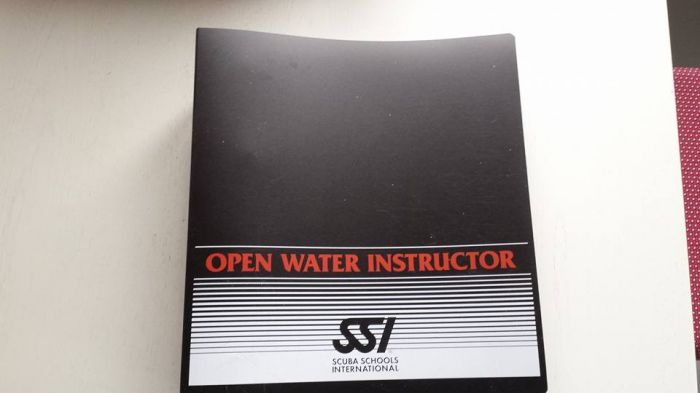 OPEN WATER INSTRUCTOR
SSI
SCUBA SCHOOLS
INTERNATIONAL